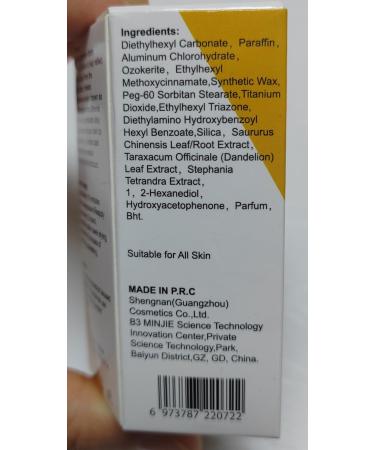 Ingredients:
Diethylhexyl Carbonate, Paraffin,
Aluminum Chlorohydrate,
Ozokerite, Ethylhexyl
Methoxycinnamate,Synthetic Wax,
Peg-60 Sorbitan Stearate,Titanium
Dioxide,Ethylhexyl Triazone,
Diethylamino Hydroxybenzoyl
Hexyl Benzoate,Silica, Saururus
Chinensis Leaf/Root Extract,
Taraxacum Officinale (Dandelion)
Leaf Extract, Stephania
Tetrandra Extract,
1, 2-Hexanediol,
Hydroxyacetophenone, Parfum,
Bht.
Suitable for All Skin
MADE IN P.R.C
Shengnan(Guangzhou)
Cosmetics Co.,Ltd.
B3 MINJIE Science Technology
Innovation Center,Private
Science Technology,Park,
Baiyun District,GZ, GD, China.
6 973787 220722